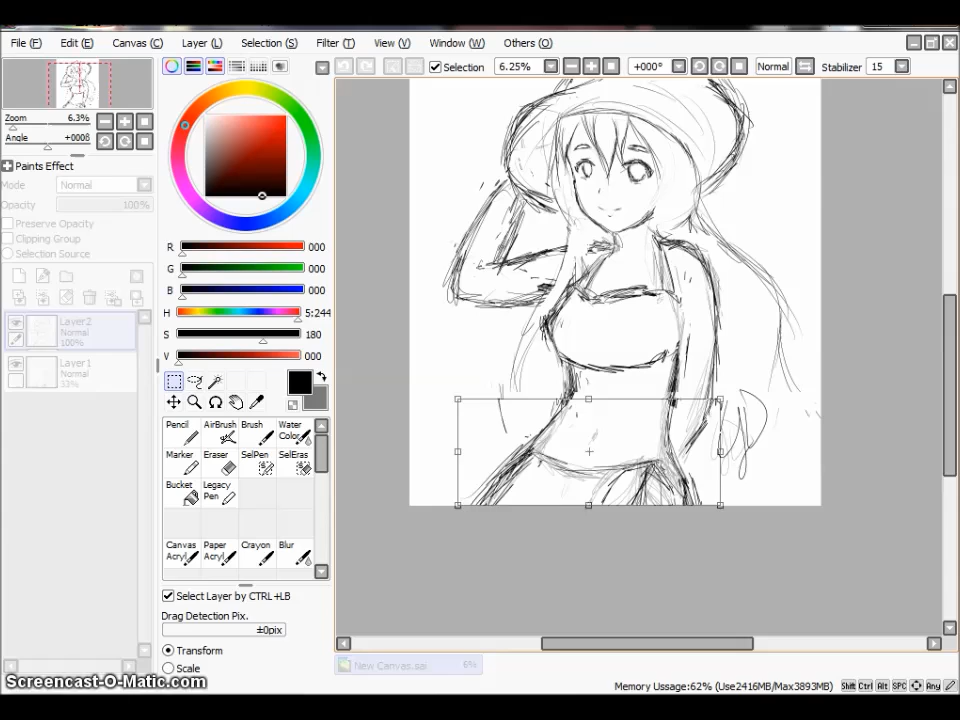 File (F) Edit (E) Canvas (C) Layer (L) Selection (S) Filter (T) View (V) Window (W) Others (O)
Selection 6.25% +000° Normal Stabilizer 15
Zoom 6.3%
Angle +000ß
Paints Effect
Mode Normal
Opacity 100%
Preserve Opacity
Clipping Group
Selection Source
Layer2
Normal
100%
Layer1
Normal
33%
R 000
G 000
B 000
H 5:244
S 180
V 000
Pencil AirBrush Brush Water Color
Marker Eraser SelPen SelEras
Bucket Legacy Pen
Canvas Acryl Paper Acryl Crayon Blur
Select Layer by CTRL+LB
Drag Detection Pix.
±0pix
Transform
Scale
New Canvas.sai 6%
Screencast-O-Matic.com
Memory Ussage:62% (Use2416MB/Max3893MB) Shift Ctrl Alt SPC Any